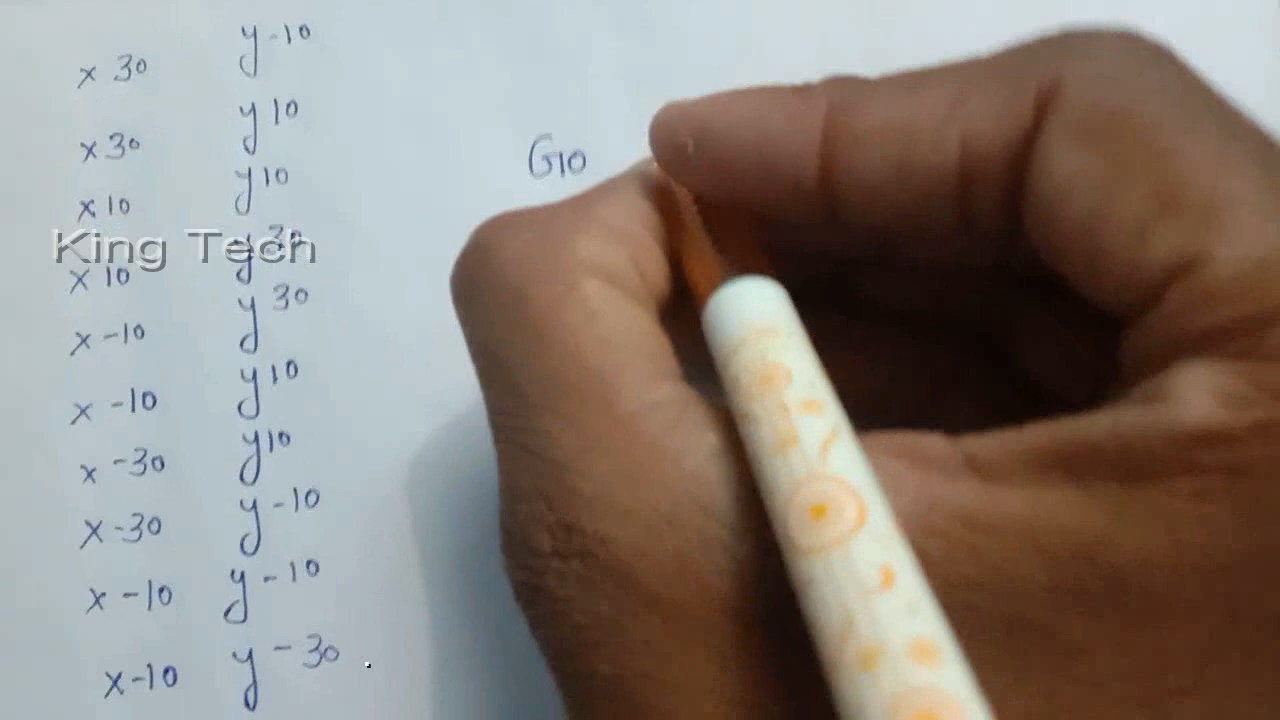 x 30 y -10
x 30 y 10
G10
x 10 y 10
King Tech
x 10 y 30
x -10 y 30
x -10 y 10
x -30 y 10
x -30 y -10
x -10 y -10
x -10 y -30